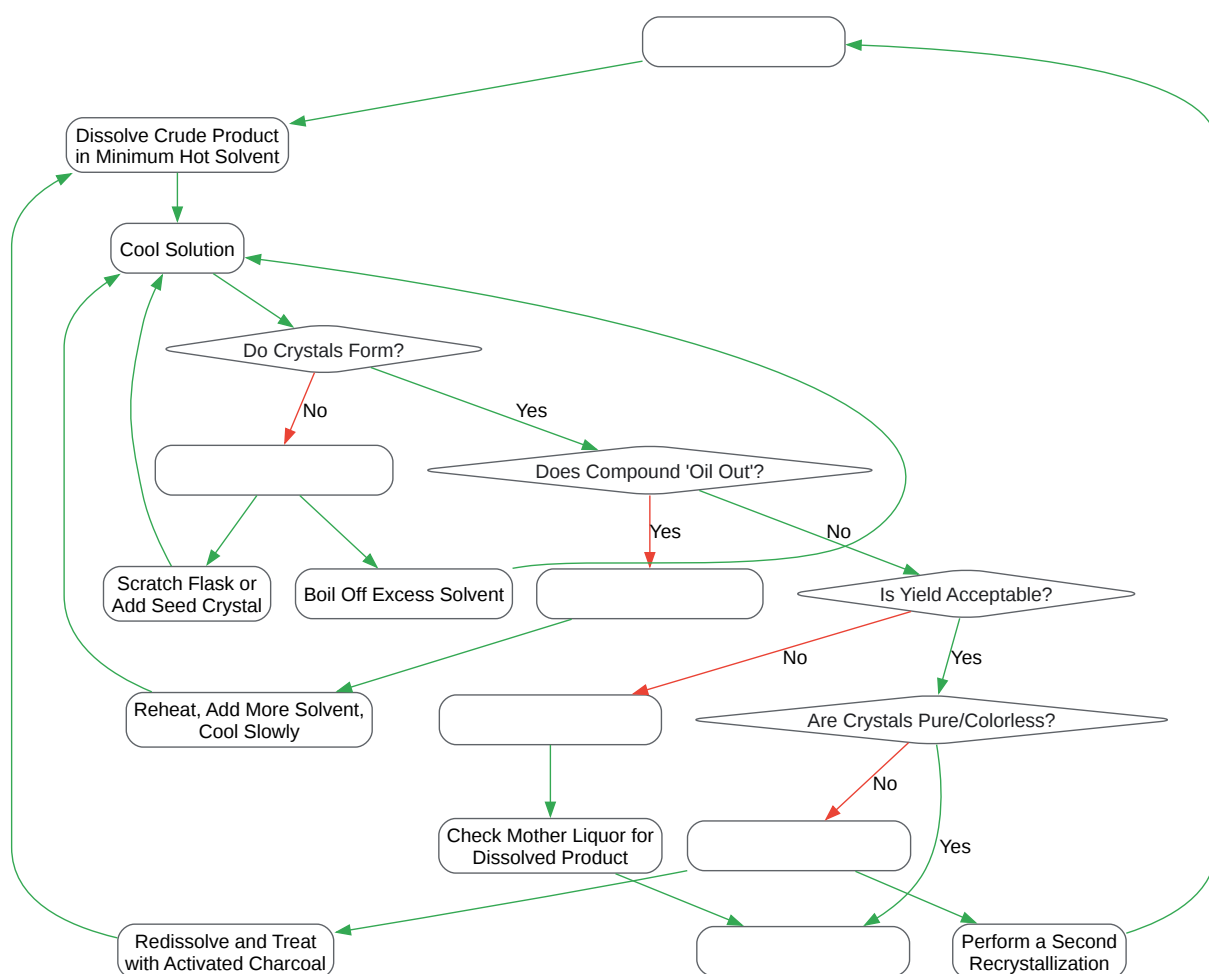 Dissolve Crude Product
in Minimum Hot Solvent
Cool Solution
Do Crystals Form?
No
Yes
Does Compound 'Oil Out'?
Yes
No
Scratch Flask or
Add Seed Crystal
Boil Off Excess Solvent
Is Yield Acceptable?
No
Yes
Reheat, Add More Solvent,
Cool Slowly
Are Crystals Pure/Colorless?
No
Check Mother Liquor for
Dissolved Product
Yes
Redissolve and Treat
with Activated Charcoal
Perform a Second
Recrystallization